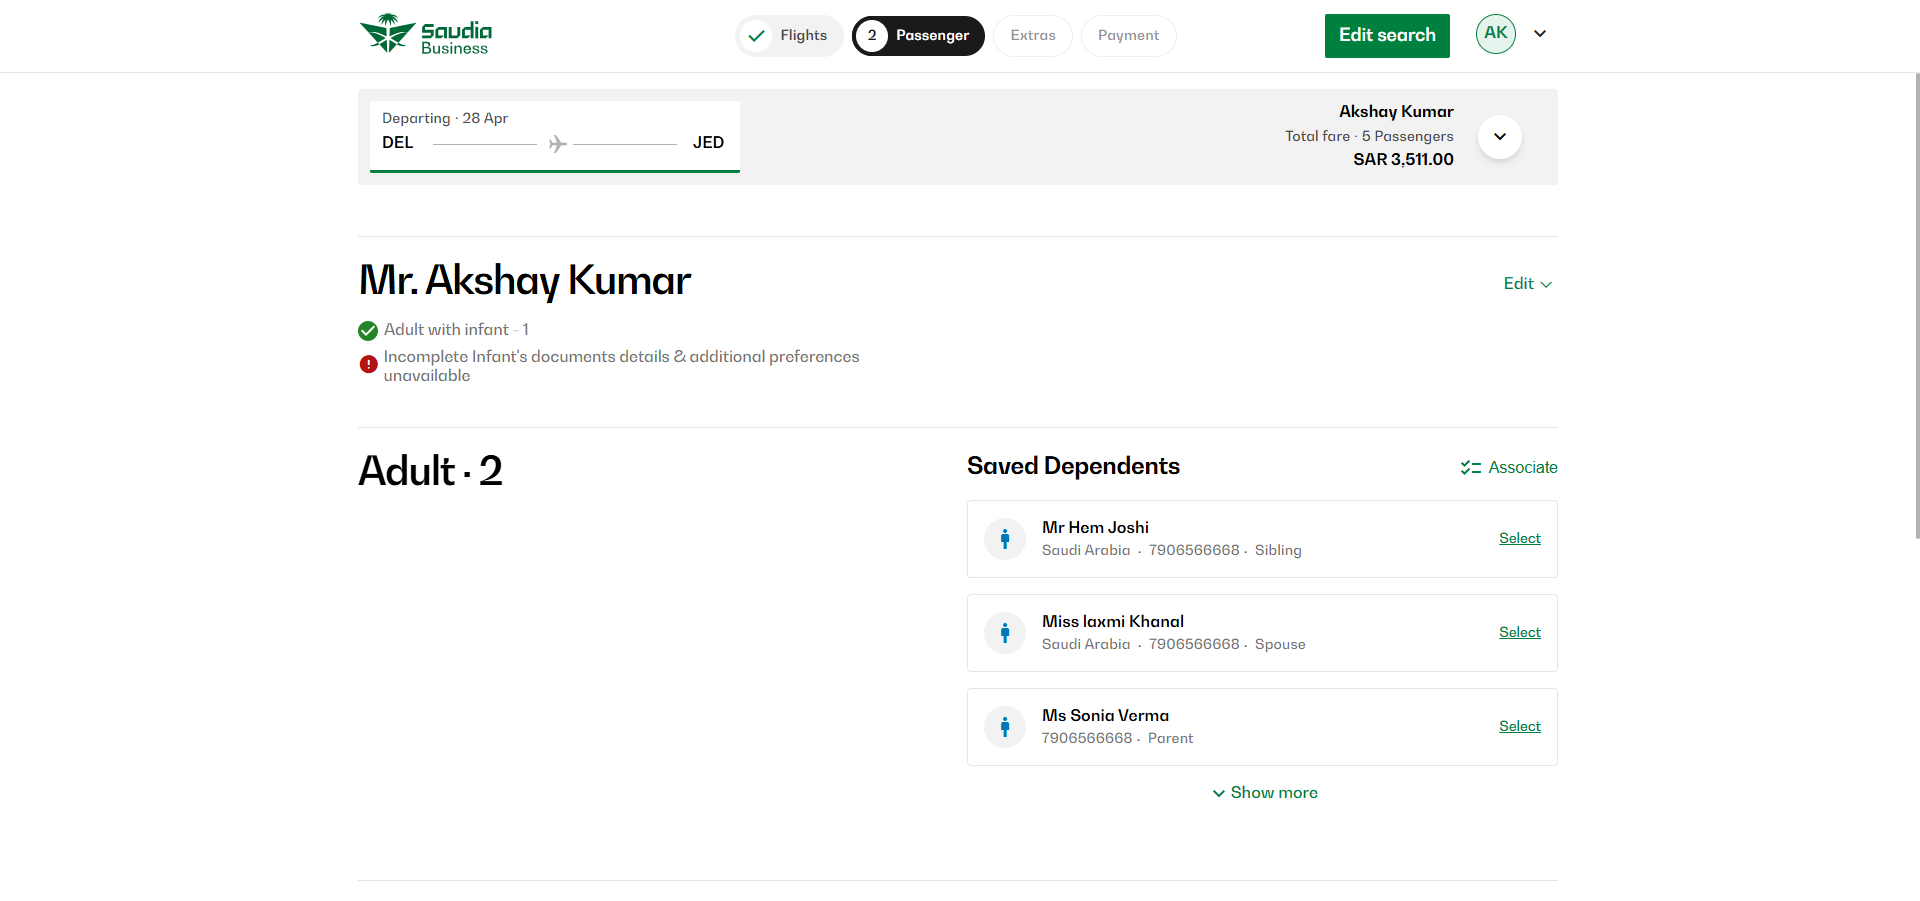 Saudia
Business
Flights
2 Passenger
Extras
Payment
Edit search
AK
Departing · 28 Apr
DEL
JED
Akshay Kumar
Total fare · 5 Passengers
SAR 3,511.00
Mr. Akshay Kumar
Edit
Adult with infant - 1
Incomplete Infant's documents details & additional preferences
unavailable
Adult · 2
Saved Dependents
Associate
Mr Hem Joshi
Saudi Arabia · 7906566668 · Sibling
Select
Miss laxmi Khanal
Saudi Arabia · 7906566668 · Spouse
Select
Ms Sonia Verma
7906566668 · Parent
Select
Show more